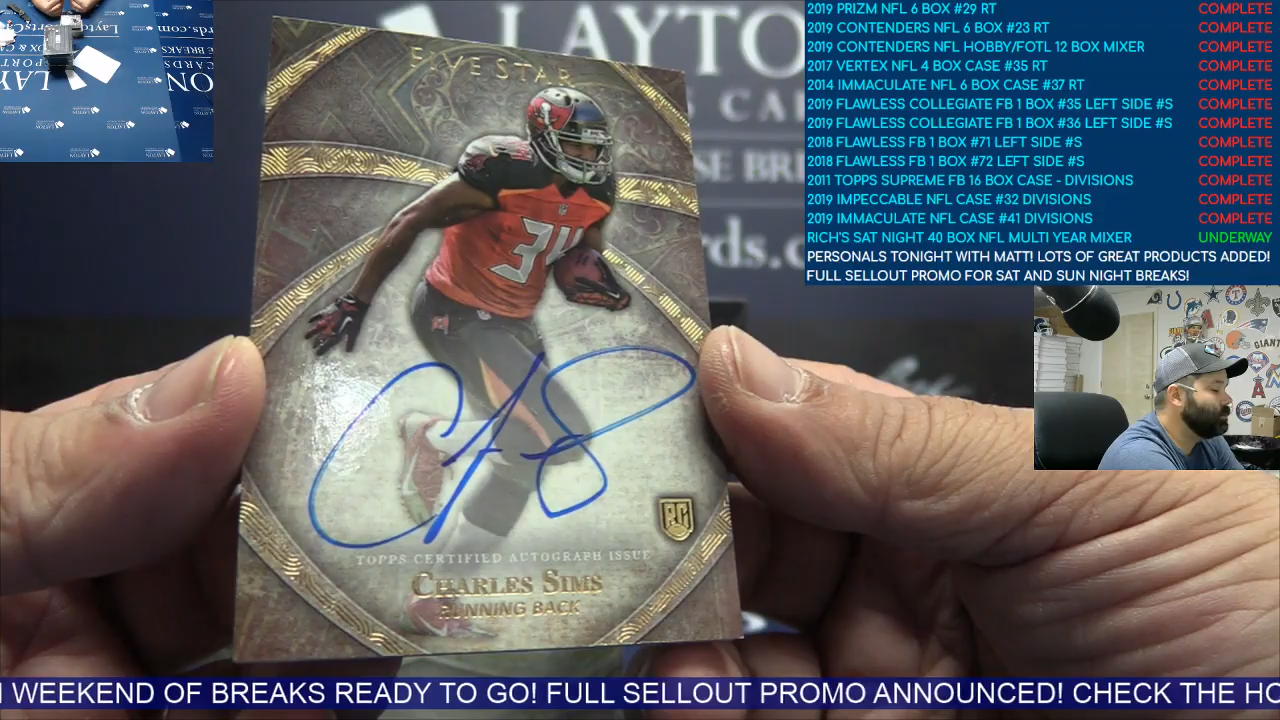 2019 PRIZM NFL 6 BOX #29 RT COMPLETE
2019 CONTENDERS NFL 6 BOX #23 RT COMPLETE
2019 CONTENDERS NFL HOBBY/FOTL 12 BOX MIXER COMPLETE
2017 VERTEX NFL 4 BOX CASE #35 RT COMPLETE
2014 IMMACULATE NFL 6 BOX CASE #37 RT COMPLETE
2019 FLAWLESS COLLEGIATE FB 1 BOX #35 LEFT SIDE #S COMPLETE
2019 FLAWLESS COLLEGIATE FB 1 BOX #36 LEFT SIDE #S COMPLETE
2018 FLAWLESS FB 1 BOX #71 LEFT SIDE #S COMPLETE
2018 FLAWLESS FB 1 BOX #72 LEFT SIDE #S COMPLETE
2011 TOPPS SUPREME FB 16 BOX CASE - DIVISIONS COMPLETE
2019 IMPECCABLE NFL CASE #32 DIVISIONS COMPLETE
2019 IMMACULATE NFL CASE #41 DIVISIONS COMPLETE
RICH'S SAT NIGHT 40 BOX NFL MULTI YEAR MIXER UNDERWAY
PERSONALS TONIGHT WITH MATT! LOTS OF GREAT PRODUCTS ADDED!
FULL SELLOUT PROMO FOR SAT AND SUN NIGHT BREAKS!
LAYTO
S CA
SE BRE
rds.c
FIVE STAR
34
RC
TOPPS CERTIFIED AUTOGRAPH ISSUE
CHARLES SIMS
RUNNING BACK
GIANT
WEEKEND OF BREAKS READY TO GO! FULL SELLOUT PROMO ANNOUNCED! CHECK THE HO